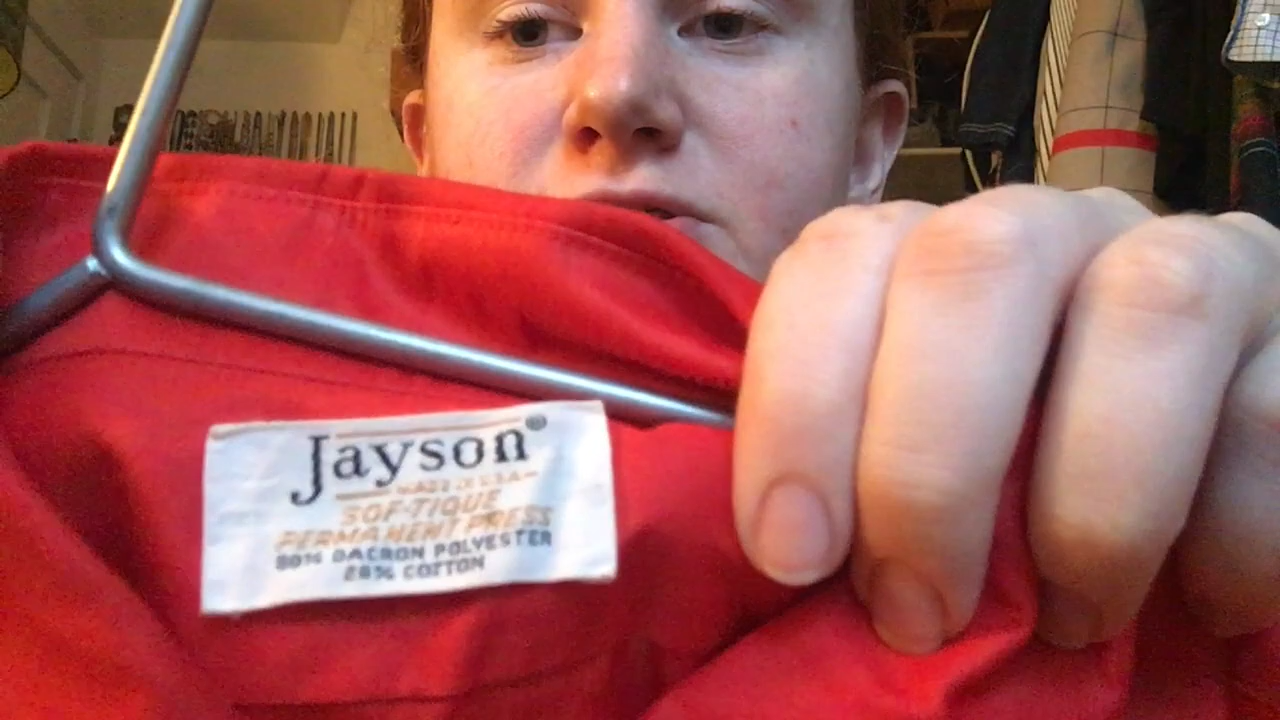 Jayson®
MADE IN U.S.A.
SOF-TIQUE
PERMANENT PRESS
80% DACRON POLYESTER
20% COTTON